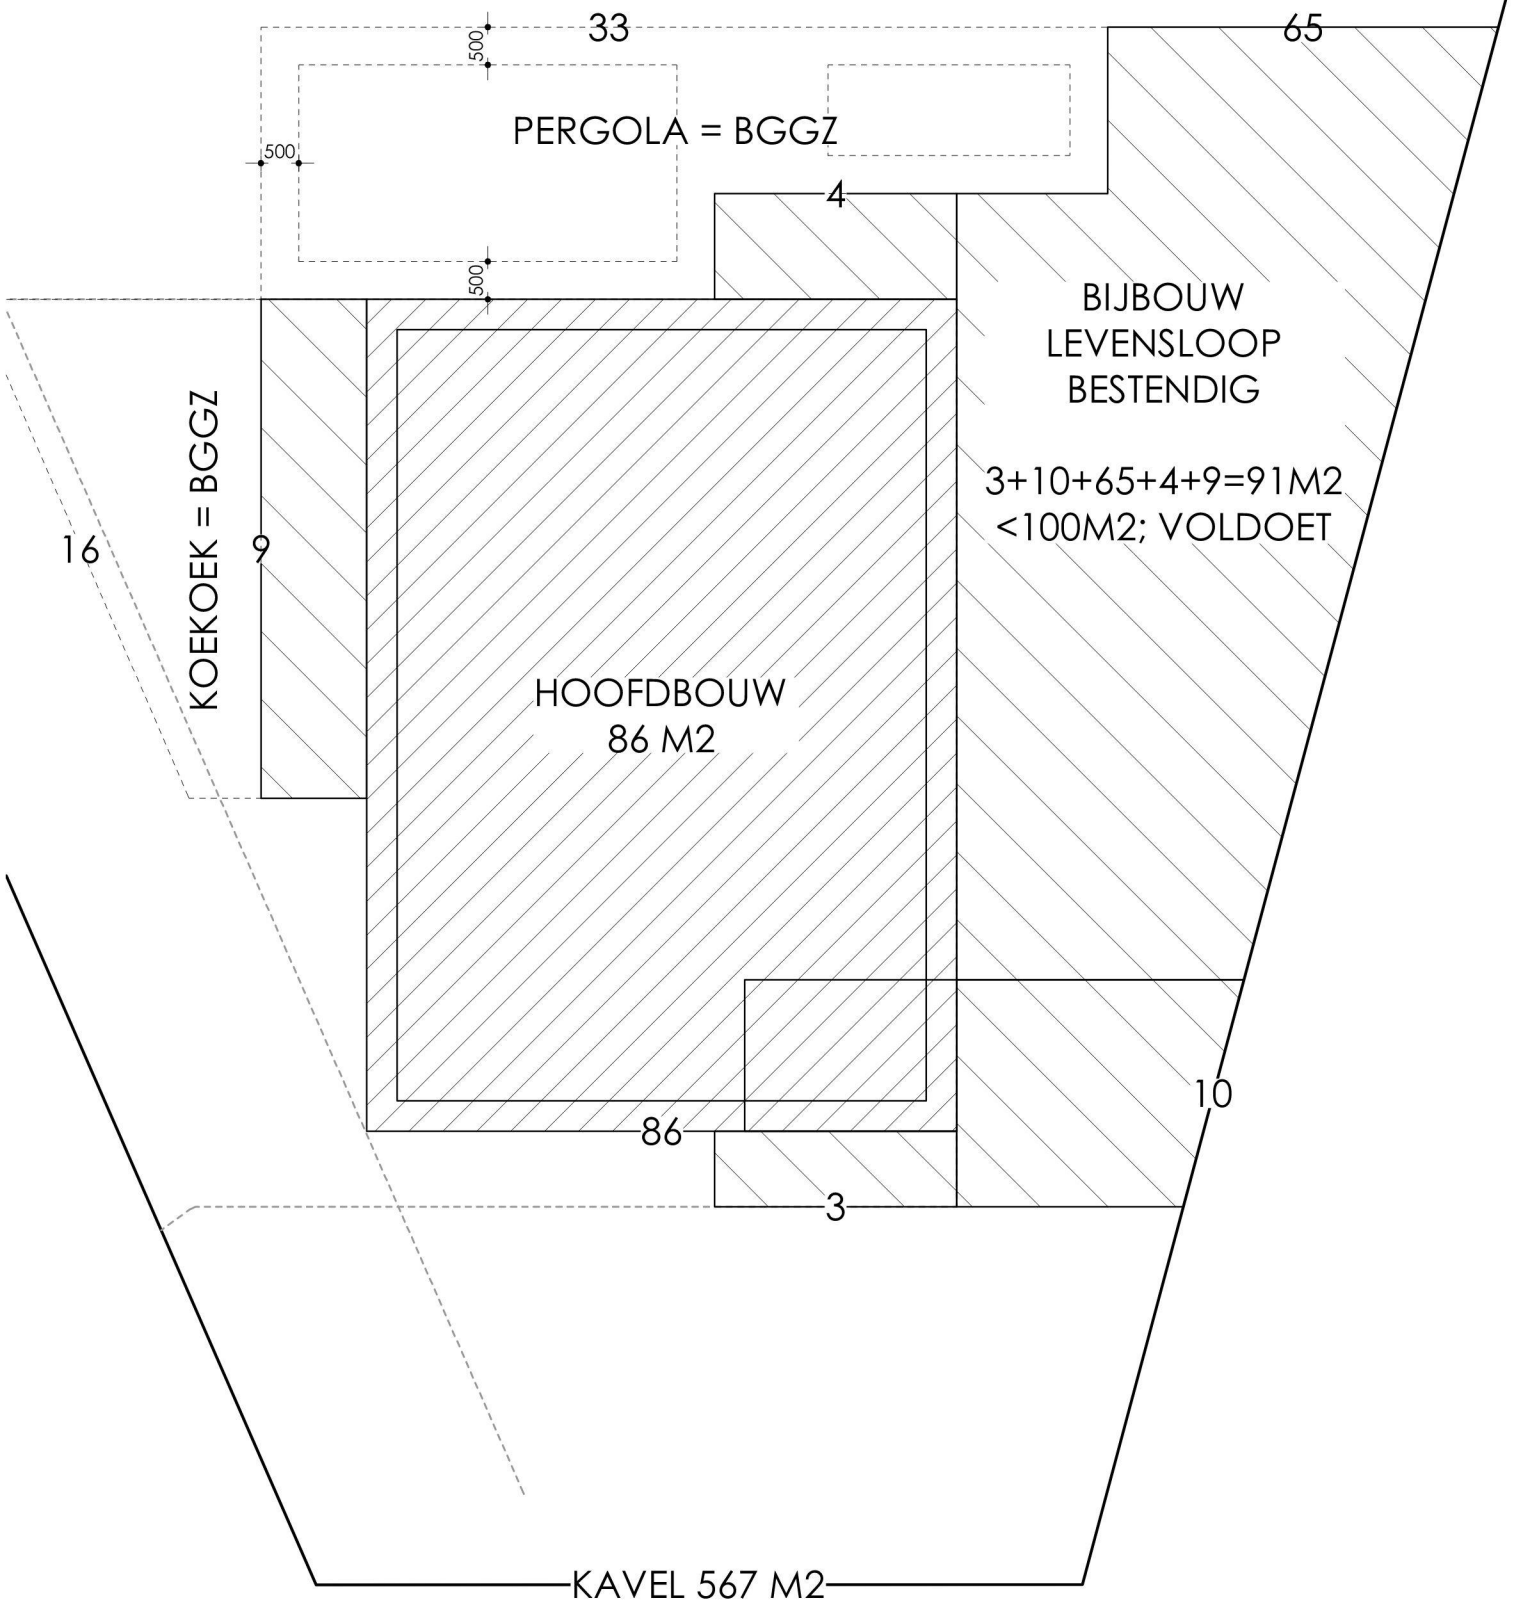 33
65
500
PERGOLA = BGGZ
500
4
500
BIJBOUW
LEVENSLOOP
BESTENDIG
3+10+65+4+9=91M2
<100M2; VOLDOET
KOEKOEK = BGGZ
16
9
HOOFDBOUW
86 M2
10
86
3
KAVEL 567 M2